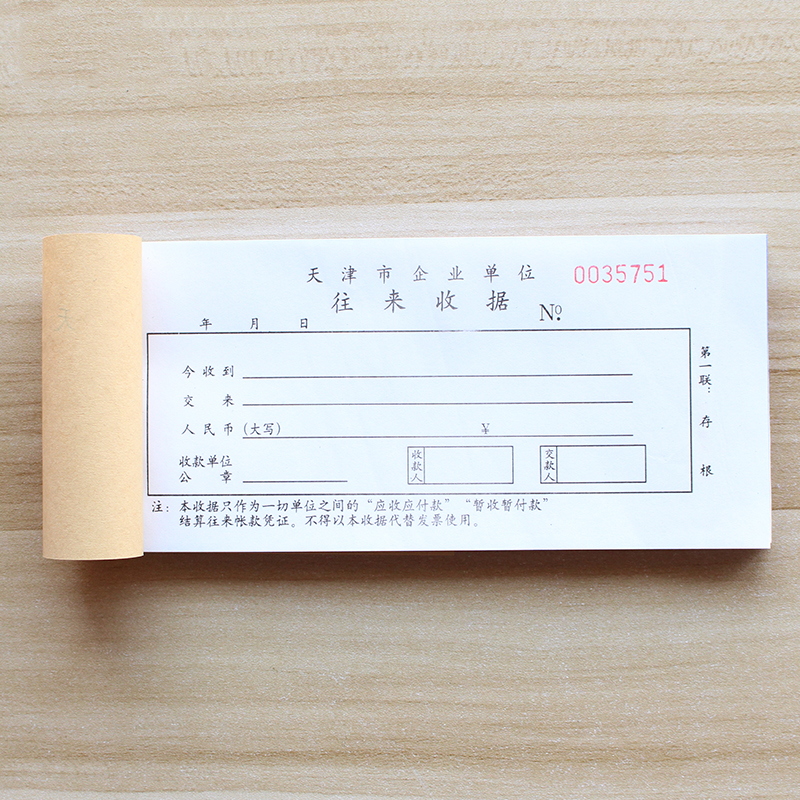 天津市企业单位
往来收据
№ 0035751
年 月 日
今收到
交来
人民币(大写) ¥
收款单位
公章
收款人
交款人
第一联：存根
注：本收据只作为一切单位之间的“应收应付款”“暂收暂付款”
结算往来帐款凭证。不得以本收据代替发票使用。